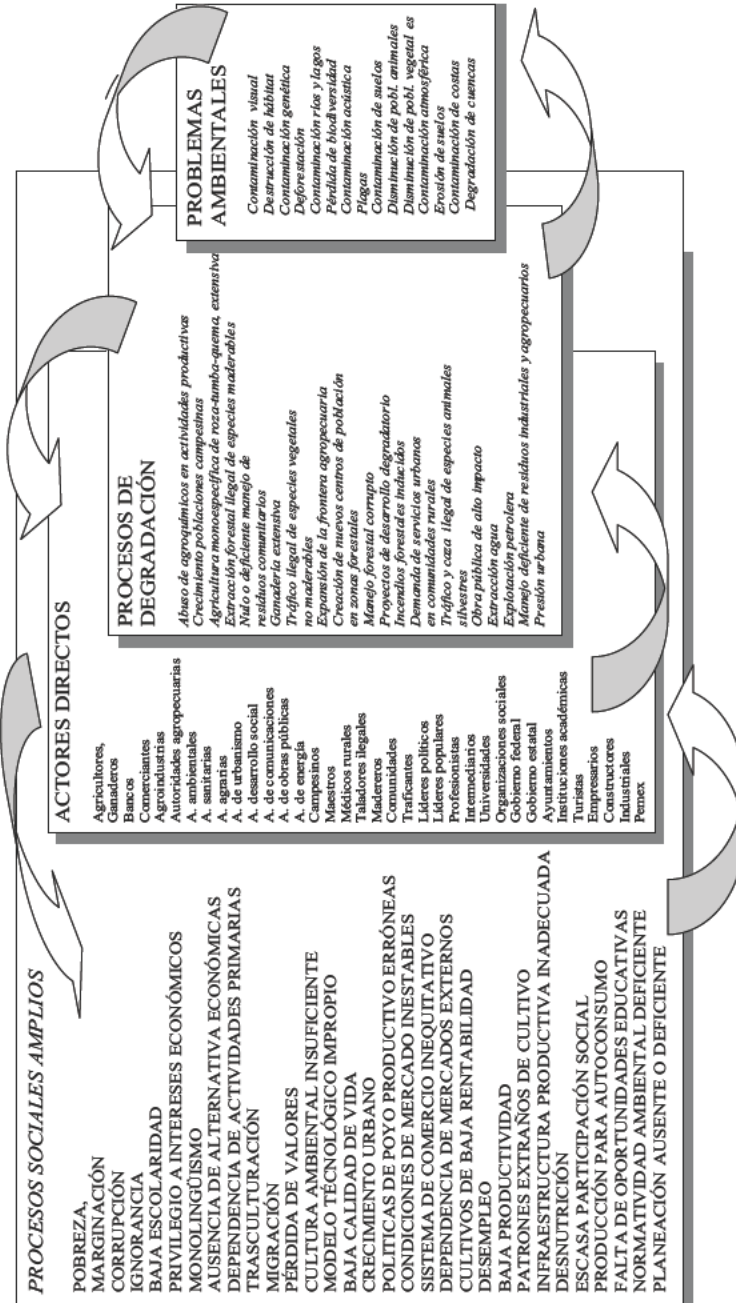 PROCESOS SOCIALES AMPLIOS
POBREZA,
MARGINACIÓN
CORRUPCIÓN
IGNORANCIA
BAJA ESCOLARIDAD
PRIVILEGIO A INTERESES ECONÓMICOS
MONOLINGÜISMO
AUSENCIA DE ALTERNATIVA ECONÓMICAS
DEPENDENCIA DE ACTIVIDADES PRIMARIAS
TRASCULTURACIÓN
MIGRACIÓN
PÉRDIDA DE VALORES
CULTURA AMBIENTAL INSUFICIENTE
MODELO TÉCNOLÓGICO IMPROPIO
BAJA CALIDAD DE VIDA
CRECIMIENTO URBANO
POLITICAS DE POYO PRODUCTIVO ERRÓNEAS
CONDICIONES DE MERCADO INESTABLES
SISTEMA DE COMERCIO INEQUITATIVO
DEPENDENCIA DE MERCADOS EXTERNOS
CULTIVOS DE BAJA RENTABILIDAD
DESEMPLEO
BAJA PRODUCTIVIDAD
PATRONES EXTRAÑOS DE CULTIVO
INFRAESTRUCTURA PRODUCTIVA INADECUADA
DESNUTRICIÓN
ESCASA PARTICIPACIÓN SOCIAL
PRODUCCIÓN PARA AUTOCONSUMO
FALTA DE OPORTUNIDADES EDUCATIVAS
NORMATIVIDAD AMBIENTAL DEFICIENTE
PLANEACIÓN AUSENTE O DEFICIENTE
ACTORES DIRECTOS
Agricultores,
Ganaderos
Bancos
Comerciantes
Agroindustrias
Autoridades agropecuarias
A. ambientales
A. sanitarias
A. agrarias
A. de urbanismo
A. desarrollo social
A. de comunicaciones
A. de obras públicas
A. de energía
Campesinos
Maestros
Médicos rurales
Taladores ilegales
Madereros
Comunidades
Traficantes
Líderes políticos
Líderes populares
Profesionistas
Intermediarios
Universidades
Organizaciones sociales
Gobierno federal
Gobierno estatal
Ayuntamientos
Instituciones académicas
Turistas
Empresarios
Constructores
Industriales
Pemex
PROCESOS DE
DEGRADACIÓN
Abuso de agroquímicos en actividades productivas
Crecimiento poblaciones campesinas
Agricultura monoespecífica de roza-tumba-quema, extensiva
Extracción forestal ilegal de especies maderables
Nulo o deficiente manejo de
residuos comunitarios
Ganadería extensiva
Tráfico ilegal de especies vegetales
no maderables
Expansión de la frontera agropecuaria
Creación de nuevos centros de población
en zonas forestales
Manejo forestal corrupto
Proyectos de desarrollo degradatorio
Incendios forestales inducidos
Demanda de servicios urbanos
en comunidades rurales
Tráfico y caza ilegal de especies animales
silvestres
Obra pública de alto impacto
Extracción agua
Explotación petrolera
Manejo deficiente de residuos industriales y agropecuarios
Presión urbana
PROBLEMAS
AMBIENTALES
Contaminación visual
Destrucción de hábitat
Contaminación genética
Deforestación
Contaminación ríos y lagos
Pérdida de biodiversidad
Contaminación acústica
Plagas
Contaminación de suelos
Disminución de pobl. animales
Disminución de pobl. vegetal es
Contaminación atmosférica
Erosión de suelos
Contaminación de costas
Degradación de cuencas